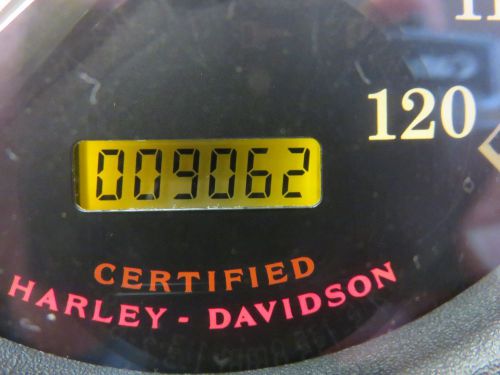 120
009062
CERTIFIED
HARLEY - DAVIDSON